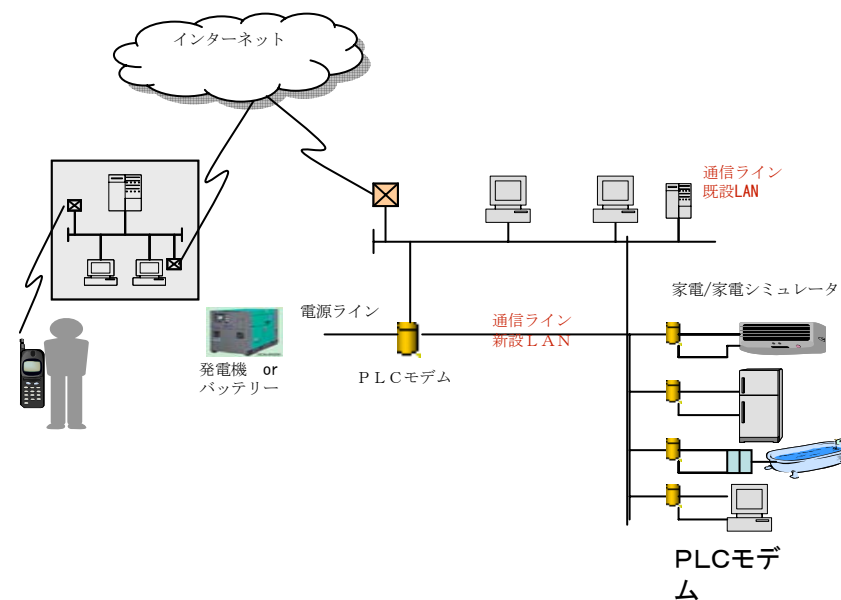 インターネット
通信ライン
既設LAN
家電/家電シミュレータ
電源ライン
通信ライン
新設ＬＡＮ
発電機　or
バッテリー
ＰＬＣモデム
PLCモデ
ム